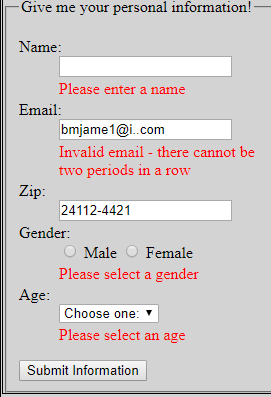 Give me your personal information!
Name:
Please enter a name
Email:
bmjame1@i..com
Invalid email - there cannot be
two periods in a row
Zip:
24112-4421
Gender:
Male Female
Please select a gender
Age:
Choose one:
Please select an age
Submit Information